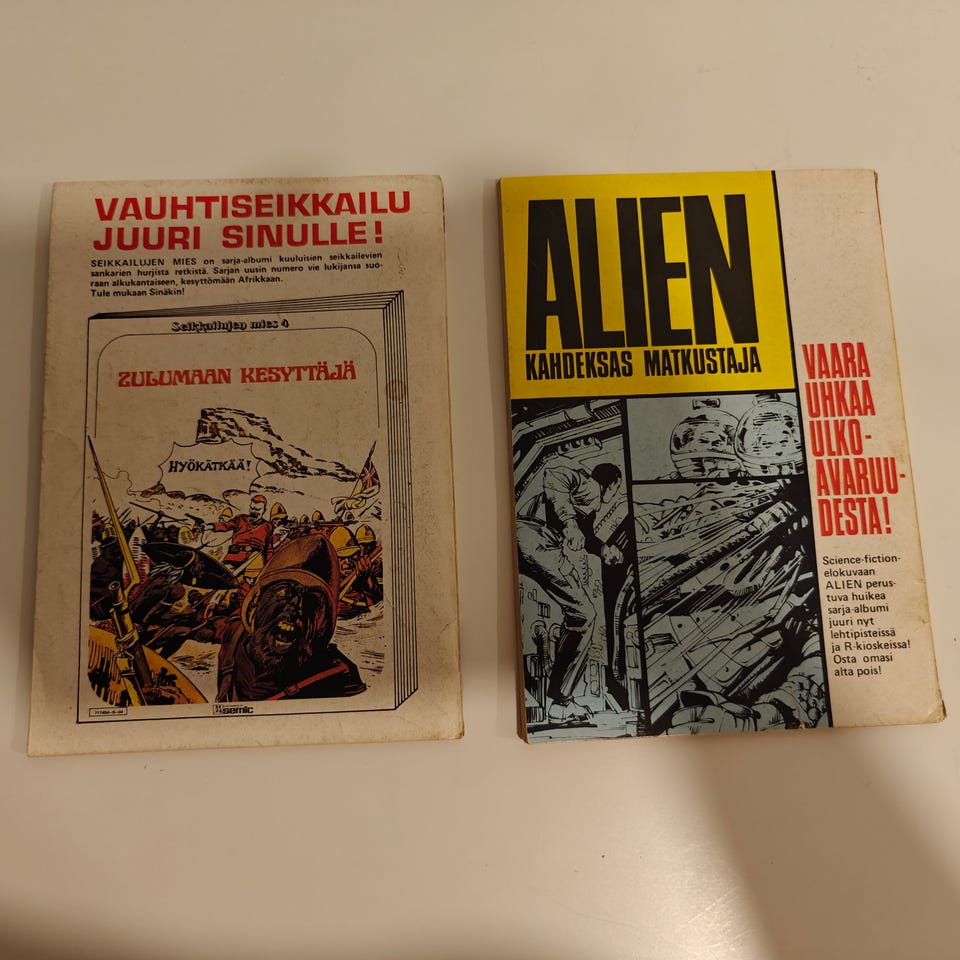 VAUHTISEIKKAILU
JUURI SINULLE!
SEIKKAILUJEN MIES on sarja-albumi kuuluisien seikkailevien
sankarien hurjista retkistä. Sarjan uusin numero vie lukijansa suo-
raan alkukantaiseen, kesyttömään Afrikkaan.
Tule mukaan Sinäkin!
Seikkailujen mies 4
ZULUMAAN KESYTTÄJÄ
HYÖKÄTKÄÄ!
semic
ALIEN
KAHDEKSAS MATKUSTAJA
VAARA
UHKAA
ULKO-
AVARUU-
DESTA!
Science-fiction-
elokuvaan
ALIEN perus-
tuva huikea
sarja-albumi
juuri nyt
lehtipisteissä
ja R-kioskeissa!
Osta omasi
alta pois!